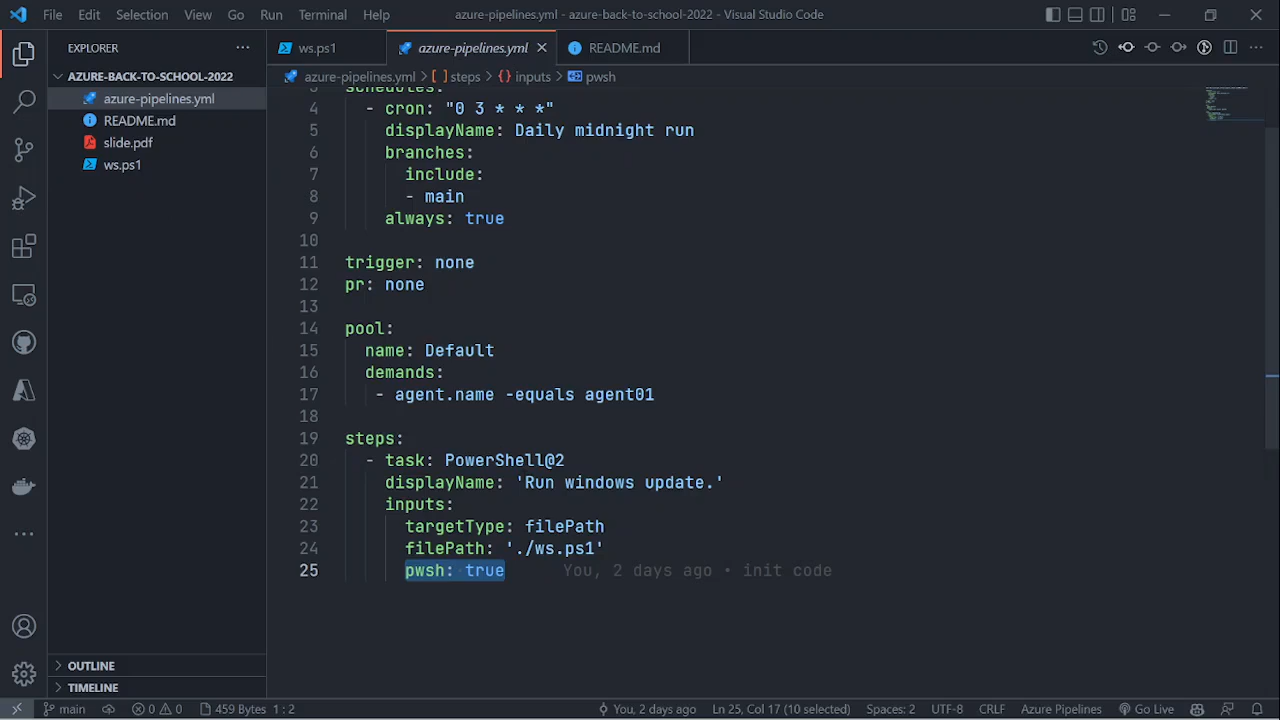 File Edit Selection View Go Run Terminal Help azure-pipelines.yml - azure-back-to-school-2022 - Visual Studio Code
EXPLORER
ws.ps1 azure-pipelines.yml README.md
AZURE-BACK-TO-SCHOOL-2022
azure-pipelines.yml > [ ] steps > {} inputs > pwsh
azure-pipelines.yml
README.md
slide.pdf
ws.ps1
3 schedules:
4 - cron: "0 3 * * *"
5 displayName: Daily midnight run
6 branches:
7 include:
8 - main
9 always: true
10
11 trigger: none
12 pr: none
13
14 pool:
15 name: Default
16 demands:
17 - agent.name -equals agent01
18
19 steps:
20 - task: PowerShell@2
21 displayName: 'Run windows update.'
22 inputs:
23 targetType: filePath
24 filePath: './ws.ps1'
25 pwsh: true You, 2 days ago • init code
OUTLINE
TIMELINE
main 0 0 459 Bytes 1 : 2 You, 2 days ago Ln 25, Col 17 (10 selected) Spaces: 2 UTF-8 CRLF Azure Pipelines Go Live